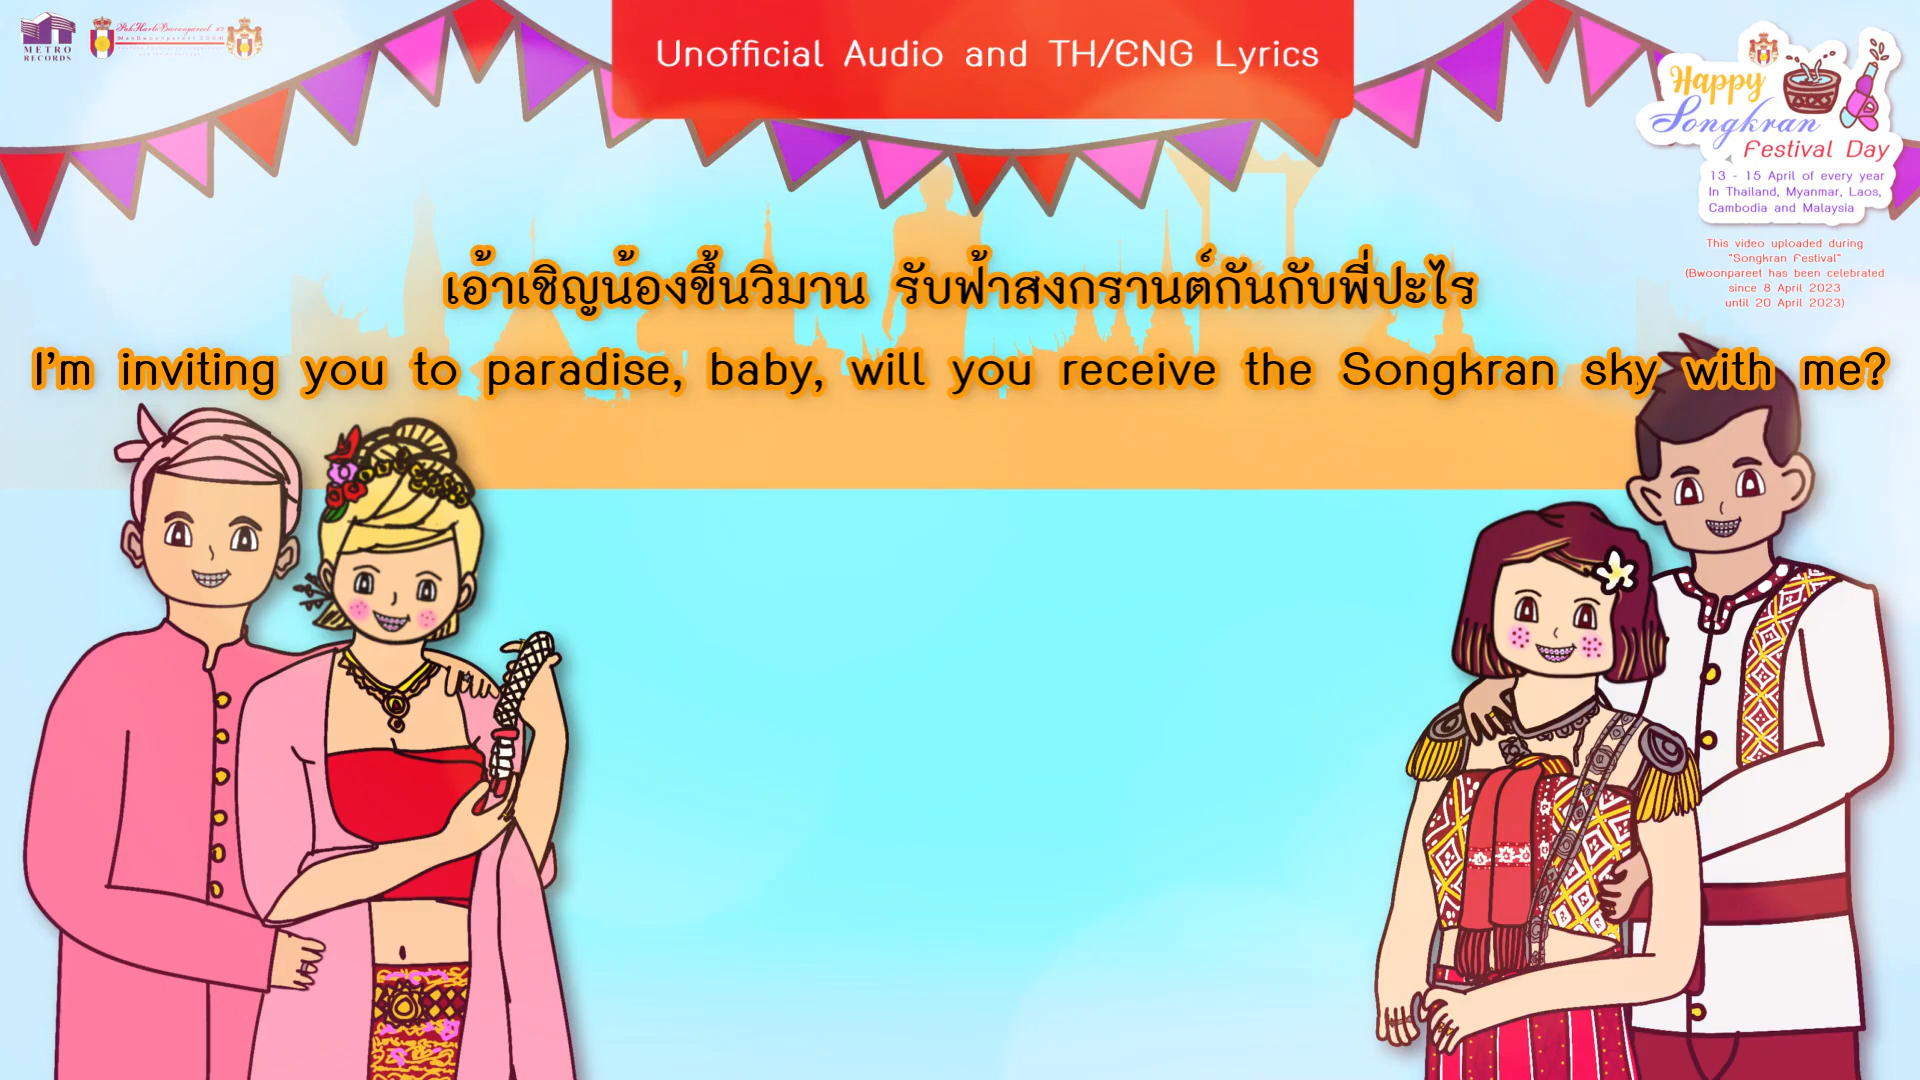 METRO
RECORDS
Unofficial Audio and TH/ENG Lyrics
Happy
Songkran
Festival Day
13 - 15 April of every year
In Thailand, Myanmar, Laos,
Cambodia and Malaysia
This video uploaded during
"Songkran Festival"
(Bwoonpareet has been celebrated
since 8 April 2023
until 20 April 2023)
เอ้าเชิญน้องขึ้นวิมาน รับฟ้าสงกรานต์กันกับพี่ปะไร
I'm inviting you to paradise, baby, will you receive the Songkran sky with me?